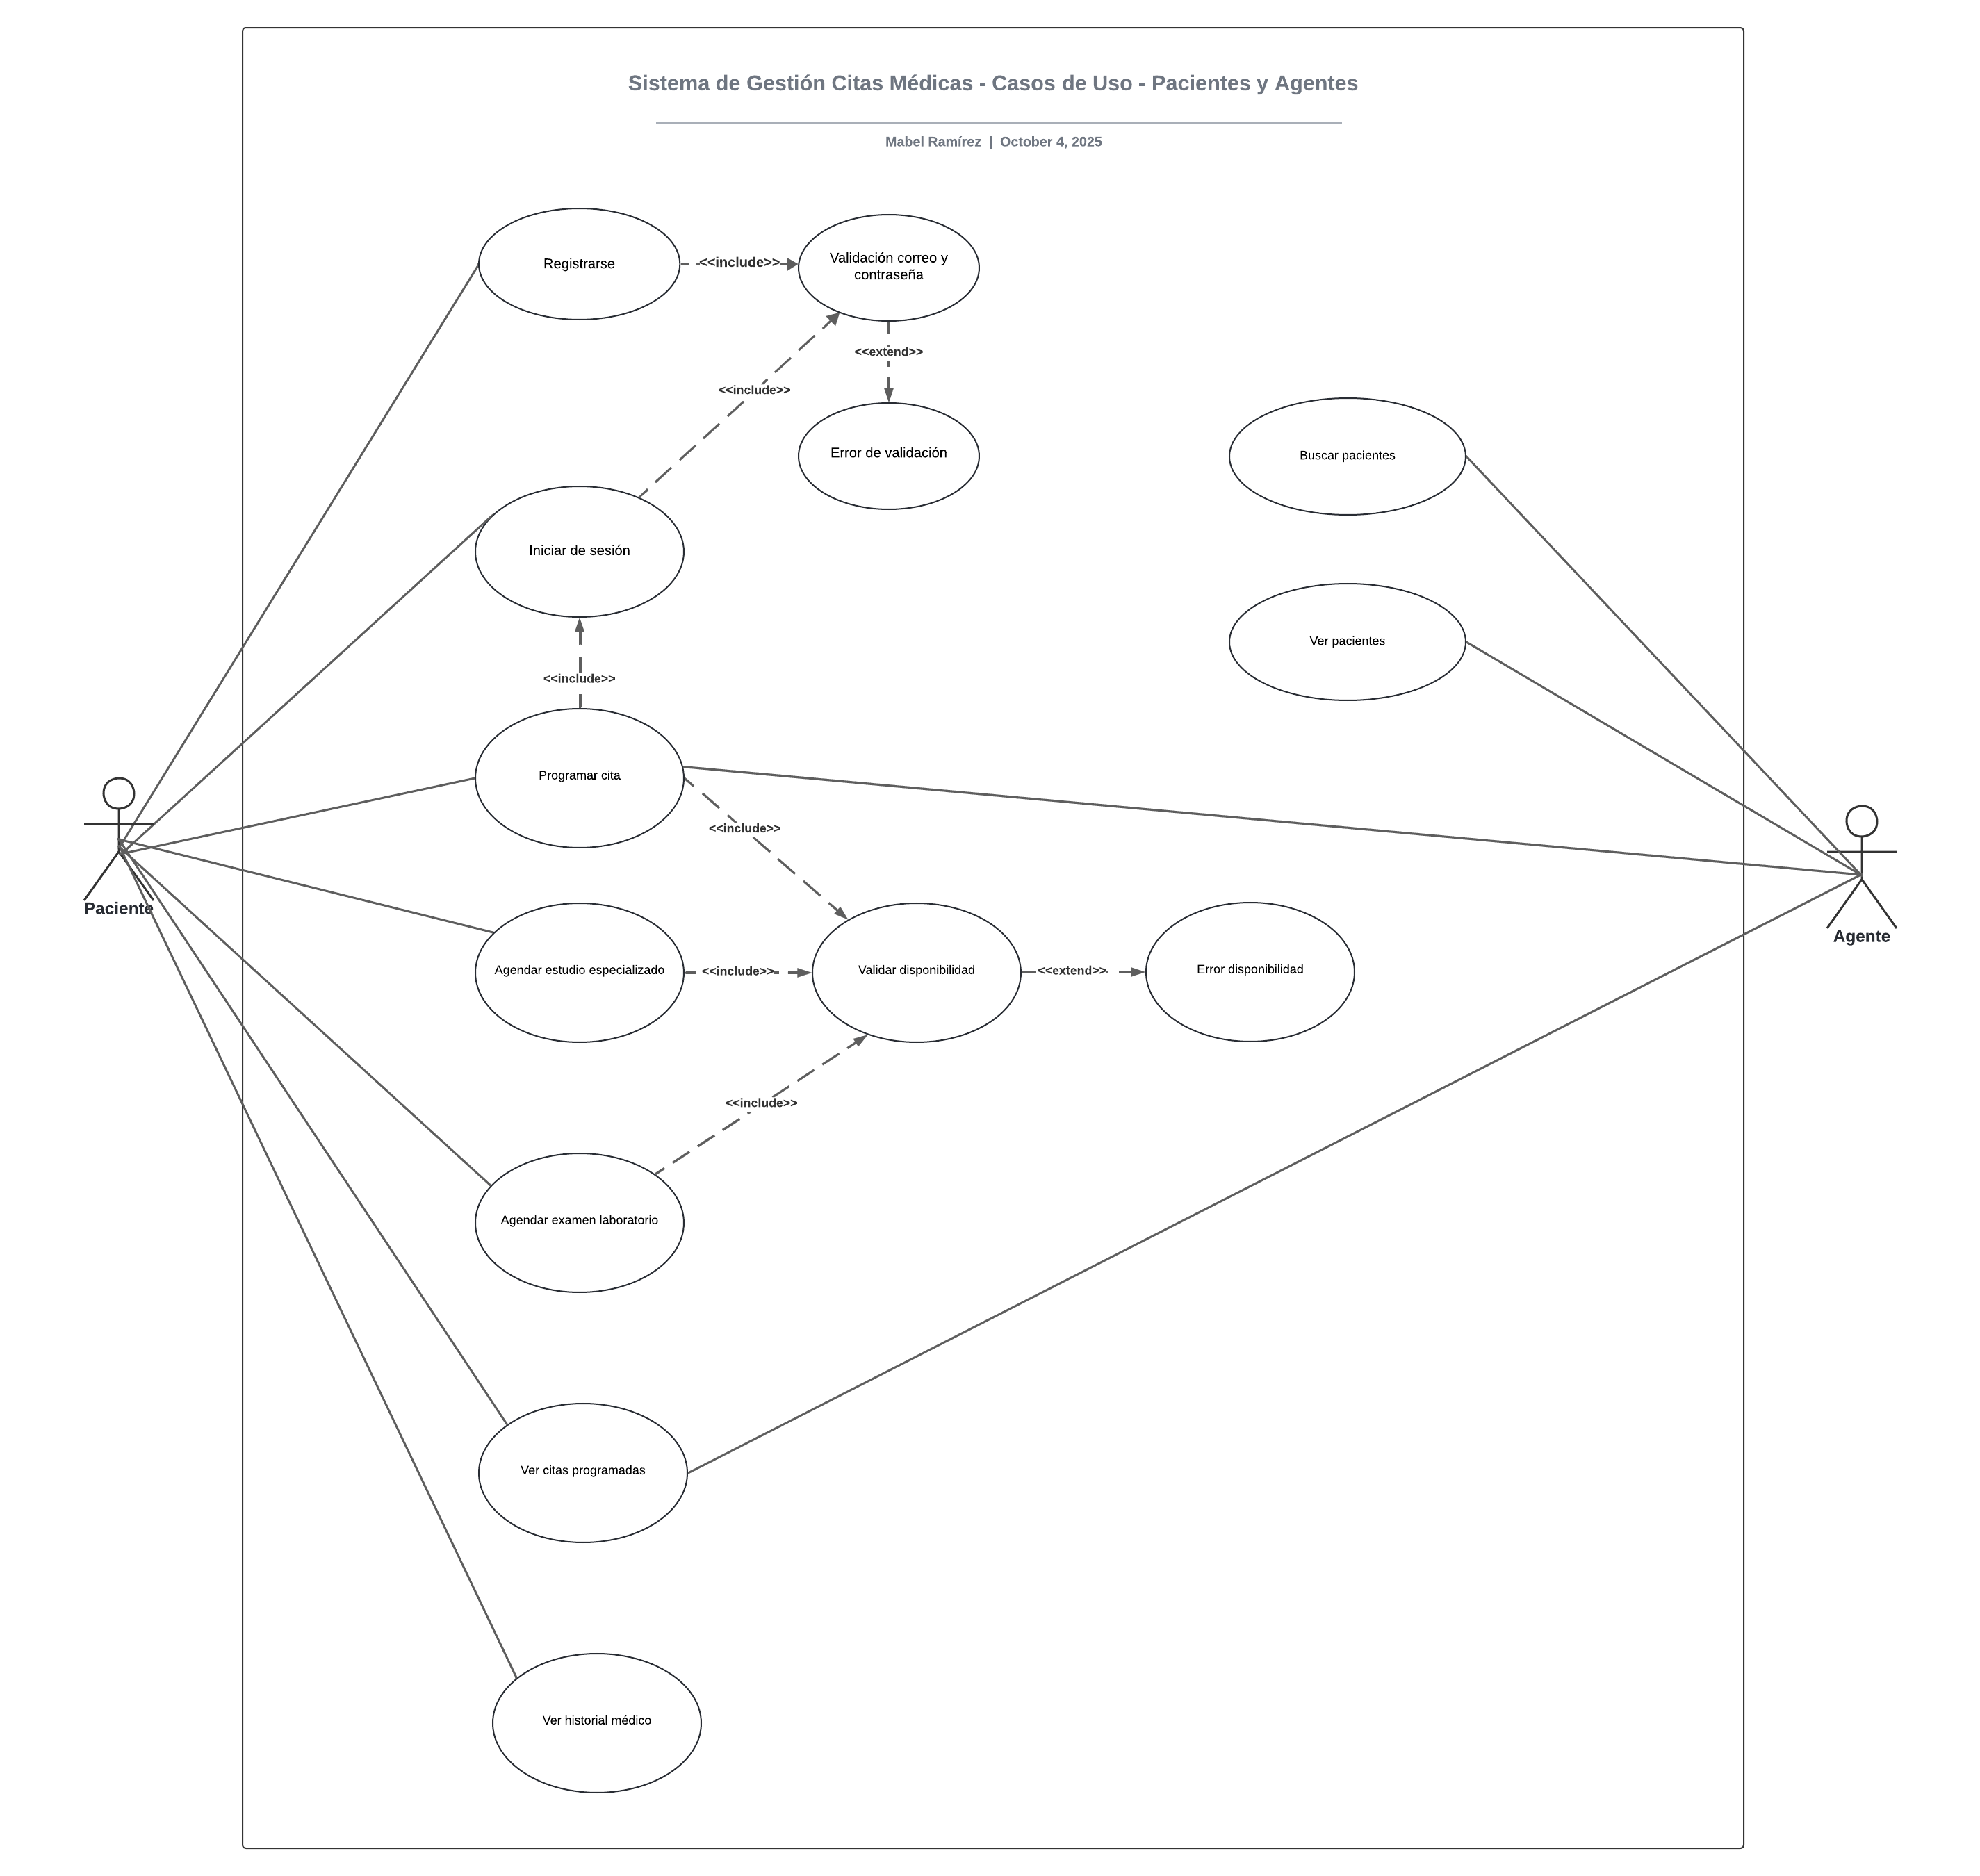 Sistema de Gestión Citas Médicas - Casos de Uso - Pacientes y Agentes
Mabel Ramírez | October 4, 2025
Registrarse
<<include>>
Validación correo y
contraseña
<<extend>>
<<include>>
Error de validación
Buscar pacientes
Iniciar de sesión
Ver pacientes
<<include>>
Programar cita
<<include>>
Paciente
Agente
Agendar estudio especializado
<<include>>
Validar disponibilidad
<<extend>>
Error disponibilidad
<<include>>
Agendar examen laboratorio
Ver citas programadas
Ver historial médico